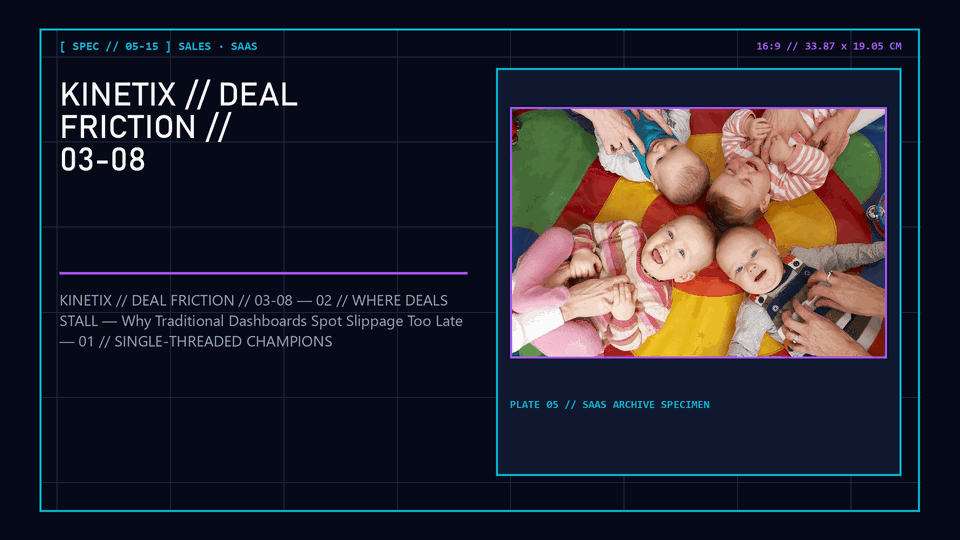 [ SPEC // 05-15 ] SALES · SAAS
16:9 // 33.87 x 19.05 CM
KINETIX // DEAL
FRICTION //
03-08
KINETIX // DEAL FRICTION // 03-08 — 02 // WHERE DEALS
STALL — Why Traditional Dashboards Spot Slippage Too Late
— 01 // SINGLE-THREADED CHAMPIONS
PLATE 05 // SAAS ARCHIVE SPECIMEN